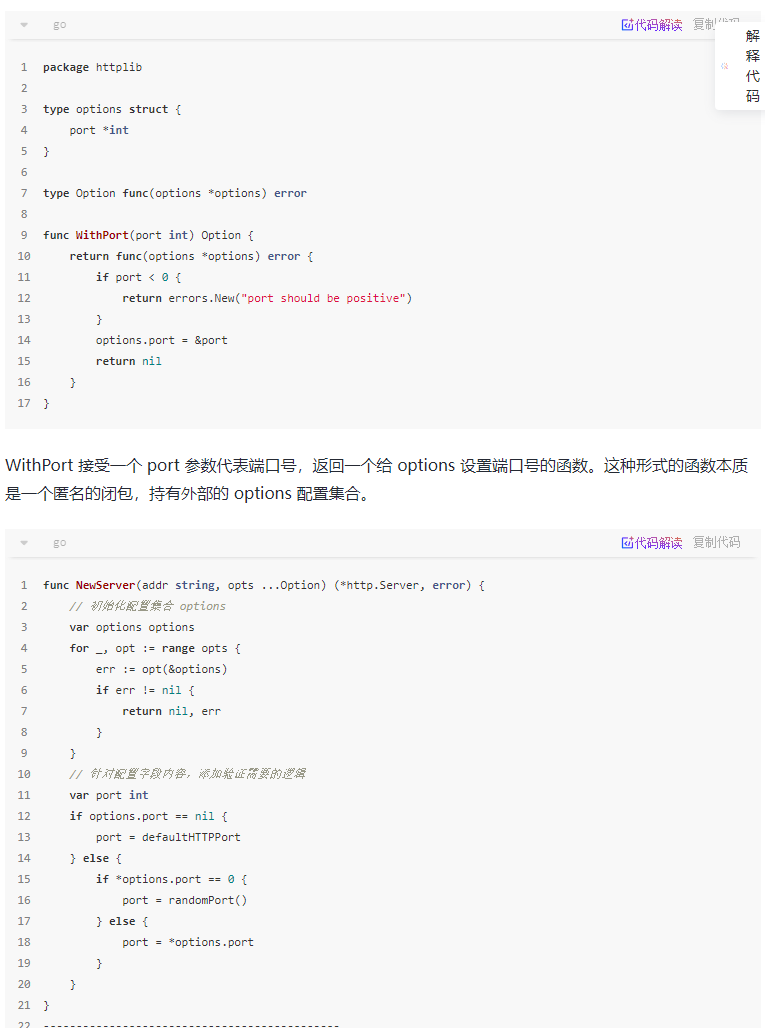 go 代码解读 复制代码
解释代码
1 package httplib
2
3 type options struct {
4     port *int
5 }
6
7 type Option func(options *options) error
8
9 func WithPort(port int) Option {
10     return func(options *options) error {
11         if port < 0 {
12             return errors.New("port should be positive")
13         }
14         options.port = &port
15         return nil
16     }
17 }
WithPort 接受一个 port 参数代表端口号，返回一个给 options 设置端口号的函数。这种形式的函数本质
是一个匿名的闭包，持有外部的 options 配置集合。
go 代码解读 复制代码
1 func NewServer(addr string, opts ...Option) (*http.Server, error) {
2     // 初始化配置集合 options
3     var options options
4     for _, opt := range opts {
5         err := opt(&options)
6         if err != nil {
7             return nil, err
8         }
9     }
10     // 针对配置字段内容，添加验证需要的逻辑
11     var port int
12     if options.port == nil {
13         port = defaultHTTPPort
14     } else {
15         if *options.port == 0 {
16             port = randomPort()
17         } else {
18             port = *options.port
19         }
20     }
21 }
22 ---------------------------------------------